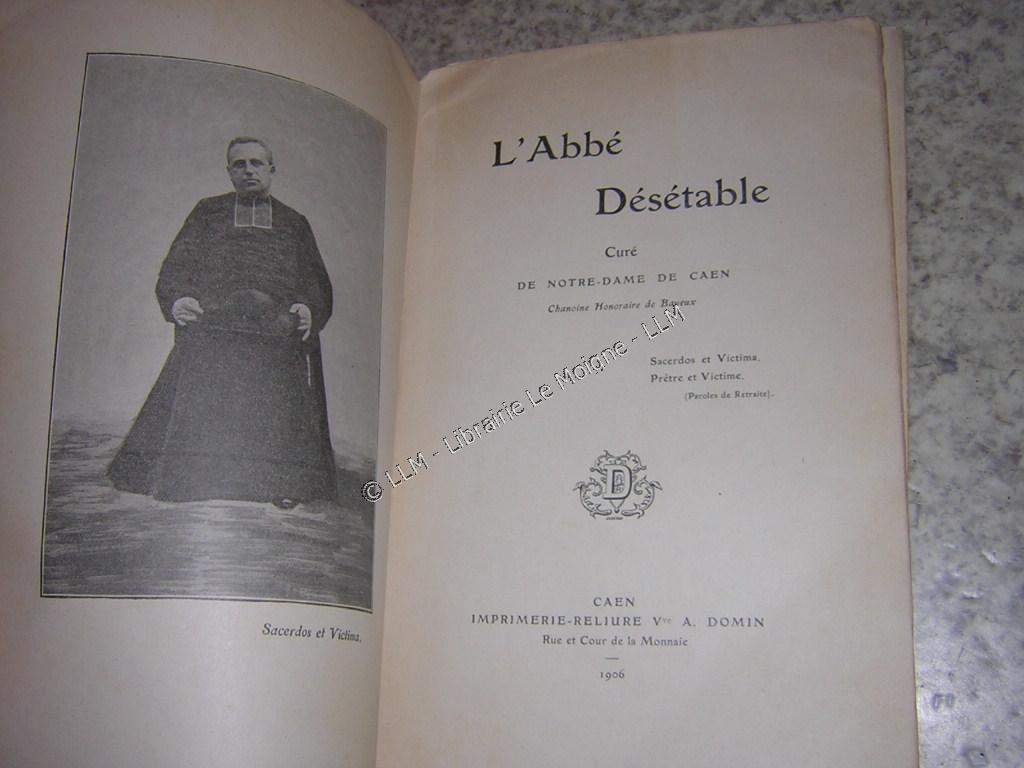 Sacerdos et Victima.
L'Abbé
Désétable
Curé
DE NOTRE-DAME DE CAEN
Chanoine Honoraire de Bayeux
Sacerdos et Victima.
Prêtre et Victime.
(Paroles de Retraite).
D
CAEN
IMPRIMERIE-RELIURE Vve A. DOMIN
Rue et Cour de la Monnaie
1906
© LLM - Librairie Le Moigne - LLM